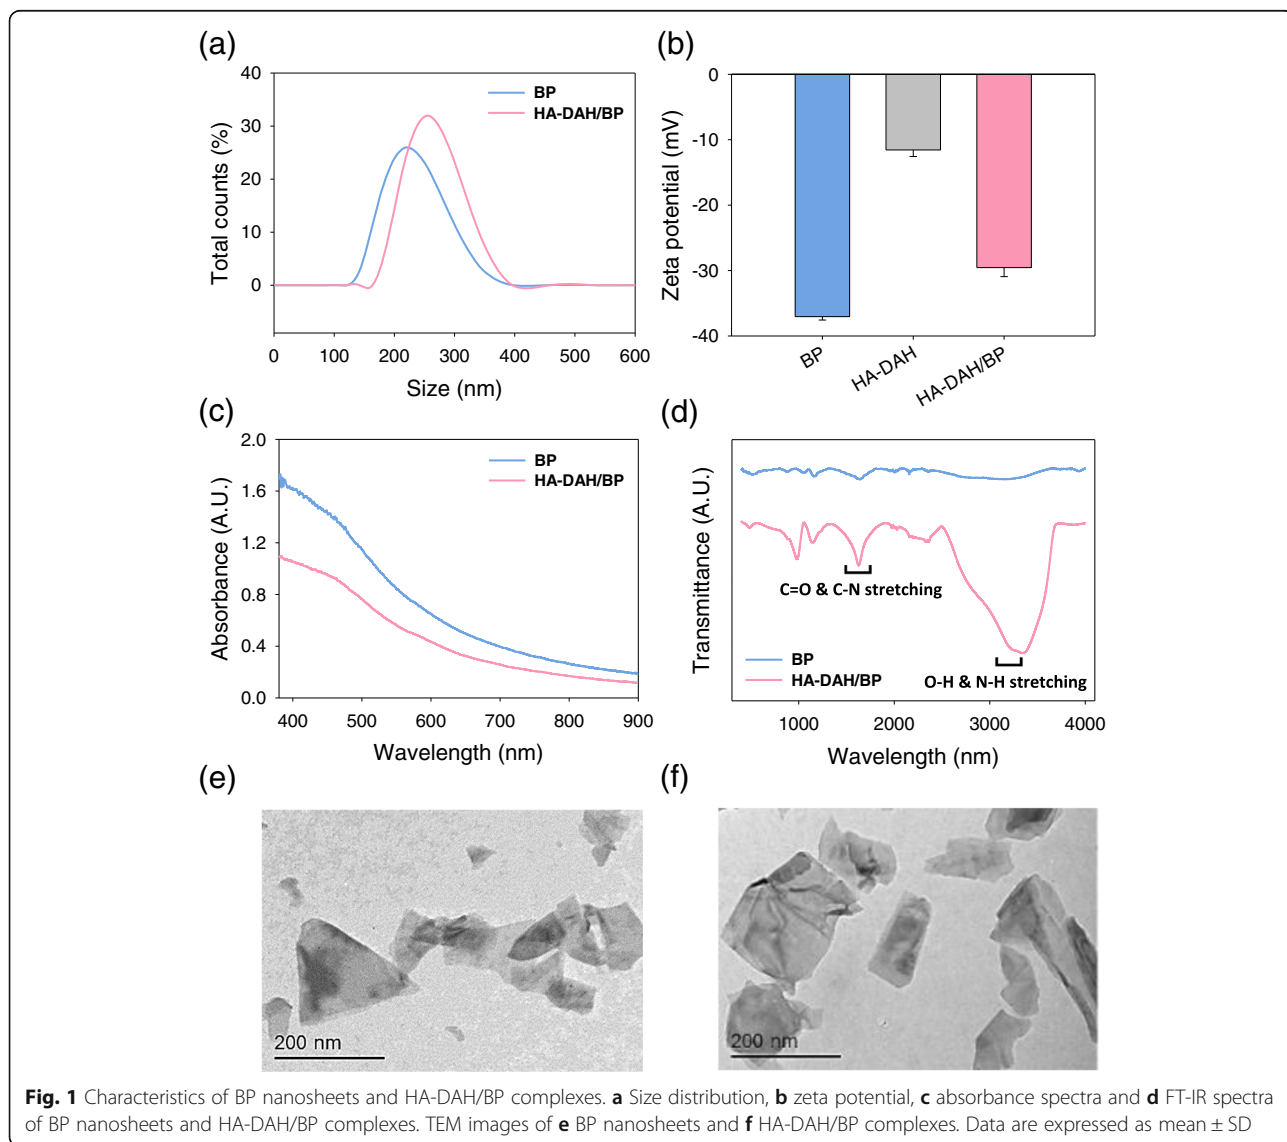 (a)
40
30
20
10
0
Total counts (%)
BP
HA-DAH/BP
0 100 200 300 400 500 600
Size (nm)
(b)
0
-10
-20
-30
-40
Zeta potential (mV)
BP
HA-DAH
HA-DAH/BP
(c)
2.0
1.6
1.2
0.8
0.4
0.0
Absorbance (A.U.)
BP
HA-DAH/BP
400 500 600 700 800 900
Wavelength (nm)
(d)
Transmittance (A.U.)
C=O & C-N stretching
BP
HA-DAH/BP
O-H & N-H stretching
1000 2000 3000 4000
Wavelength (nm)
(e)
200 nm
(f)
200 nm
Fig. 1 Characteristics of BP nanosheets and HA-DAH/BP complexes. a Size distribution, b zeta potential, c absorbance spectra and d FT-IR spectra
of BP nanosheets and HA-DAH/BP complexes. TEM images of e BP nanosheets and f HA-DAH/BP complexes. Data are expressed as mean ± SD